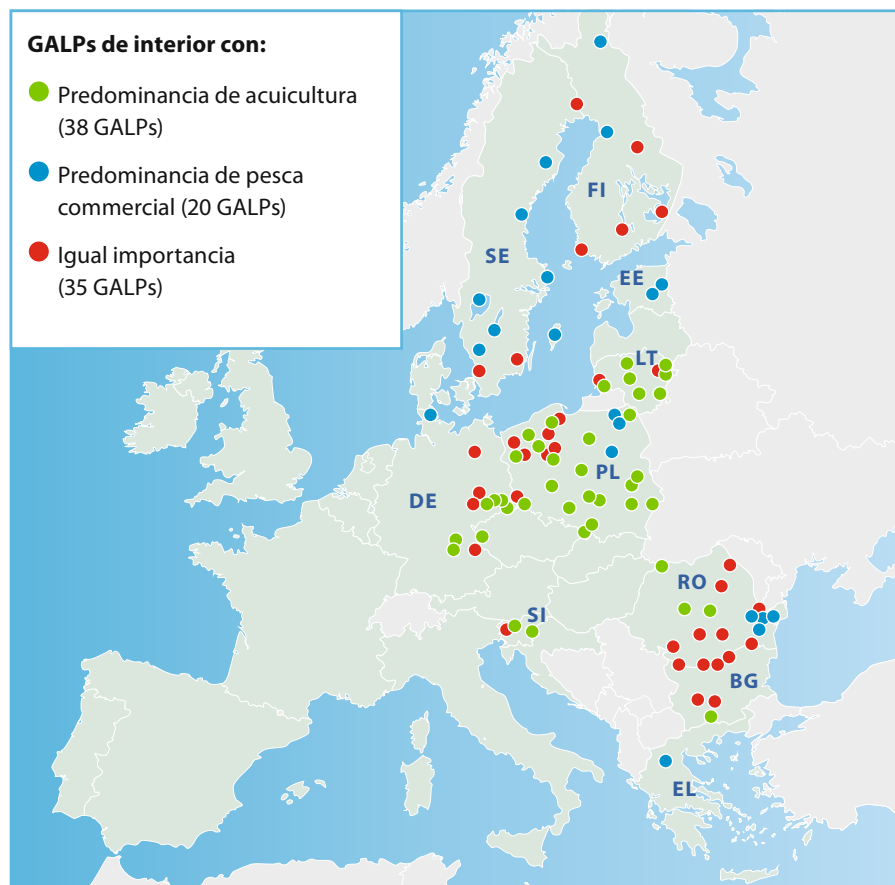 GALPs de interior con:
Predominancia de acuicultura
(38 GALPs)
Predominancia de pesca
commercial (20 GALPs)
Igual importancia
(35 GALPs)
FI
SE
EE
LT
PL
DE
RO
SI
BG
EL